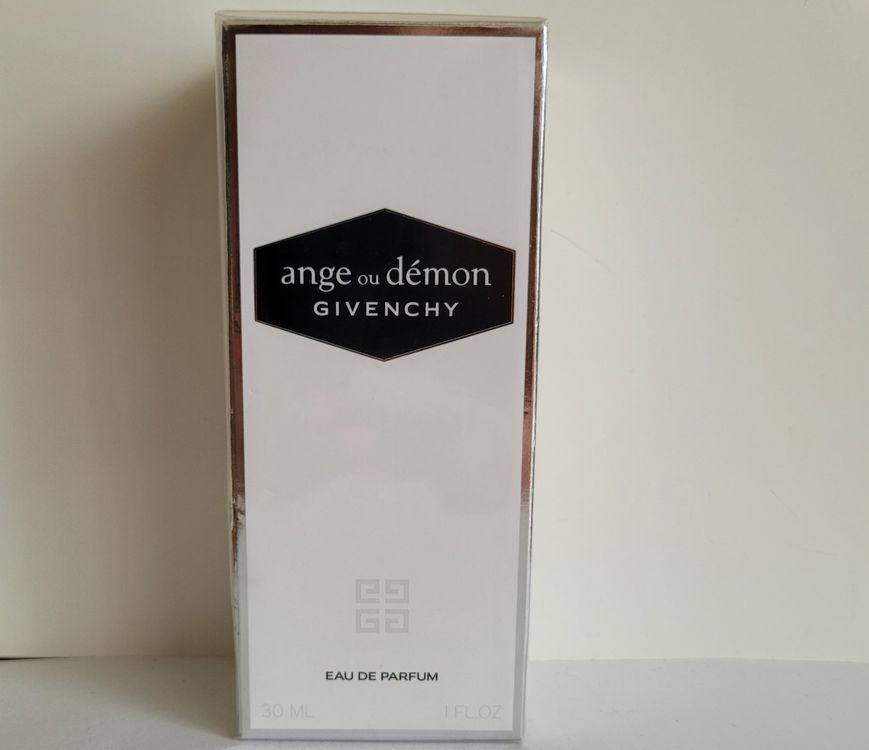 ange ou démon
GIVENCHY
EAU DE PARFUM
30 ML 1 FL.OZ